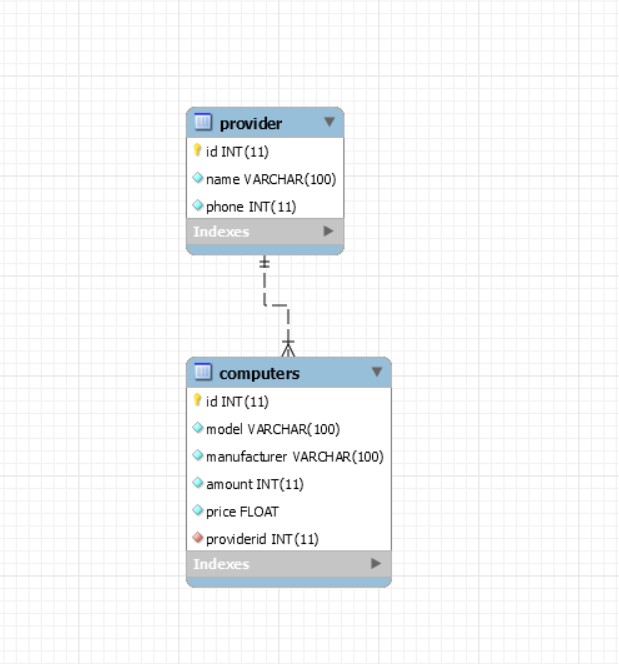 provider
id INT(11)
name VARCHAR(100)
phone INT(11)
Indexes
computers
id INT(11)
model VARCHAR(100)
manufacturer VARCHAR(100)
amount INT(11)
price FLOAT
providerid INT(11)
Indexes